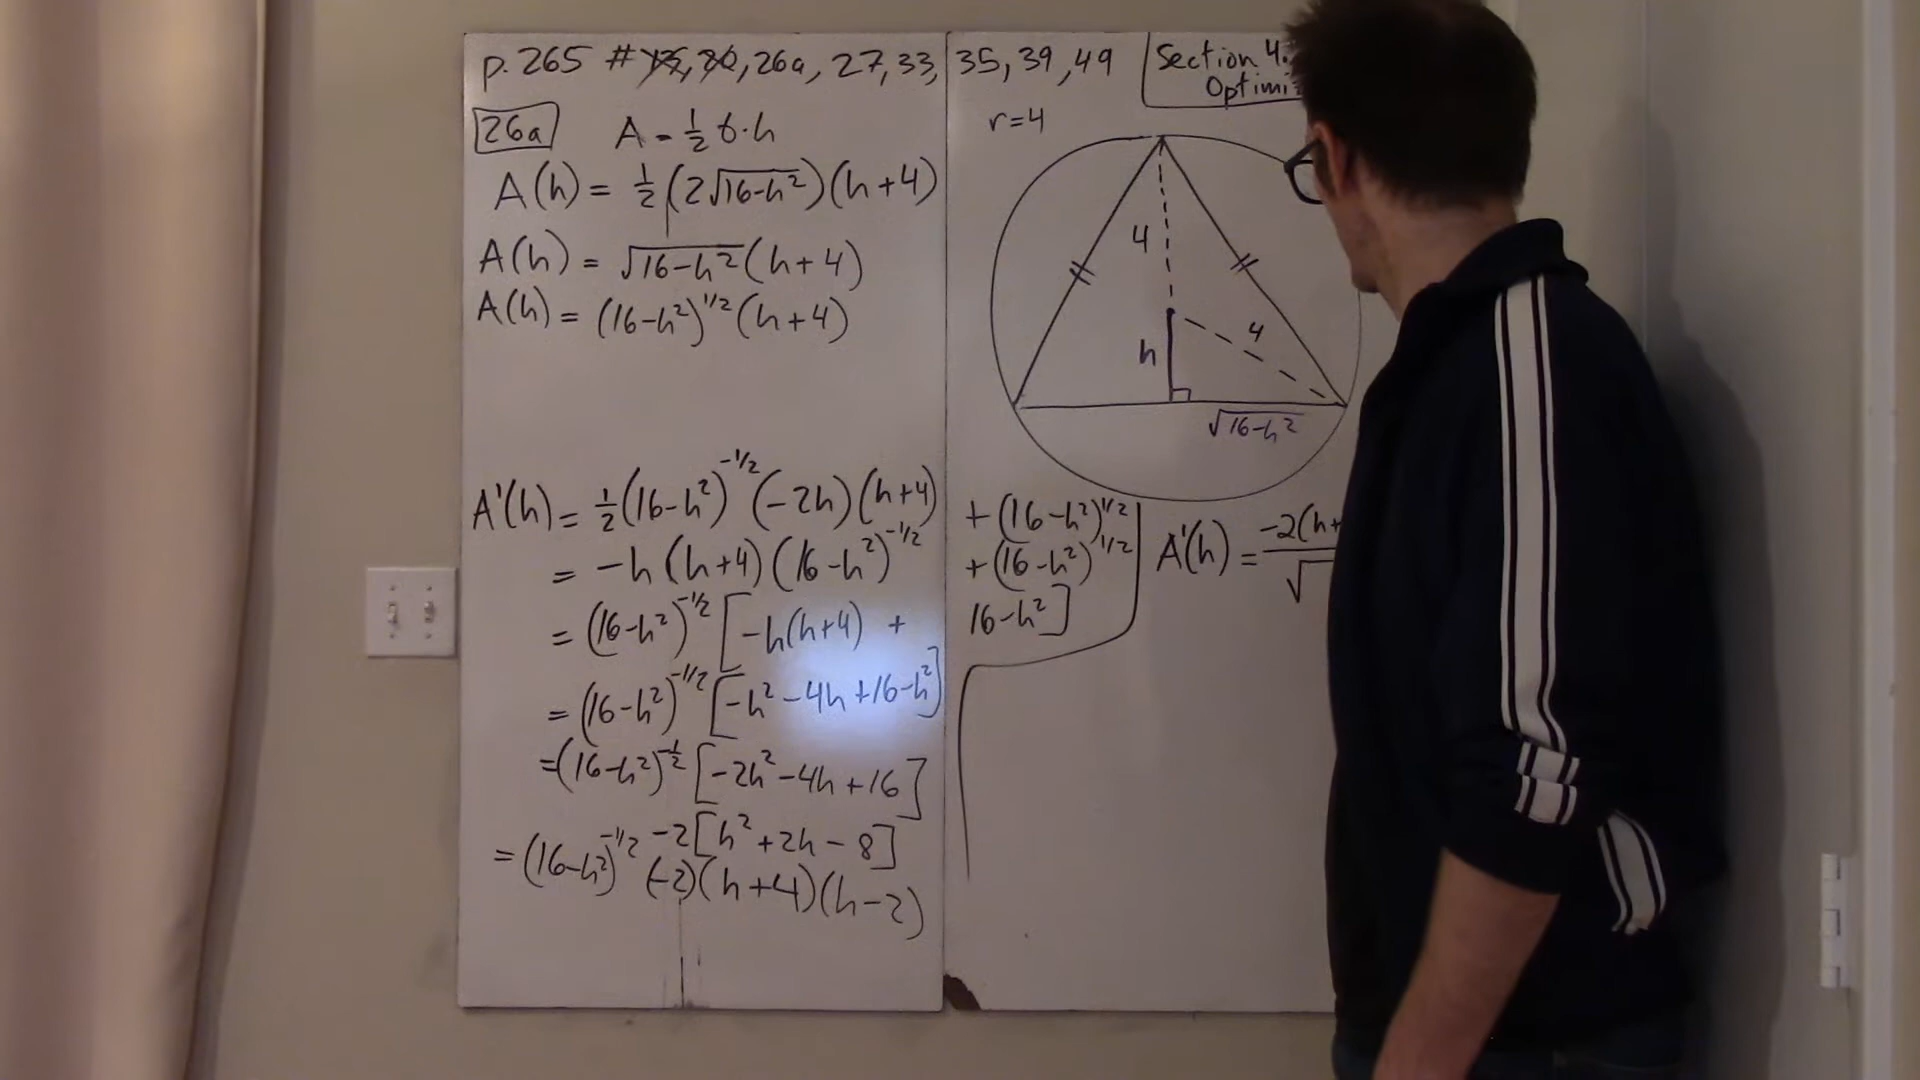 p. 265 # 13, 20, 26a, 27, 33, 35, 39, 49
Section 4.
Optimi
26a
A = ½ b·h
A(h) = ½(2√16-h²)(h+4)
A(h) = √16-h² (h+4)
A(h) = (16-h²)^1/2 (h+4)
r=4
4
4
h
√16-h²
A'(h) = ½(16-h²)^-1/2 (-2h)(h+4) + (16-h²)^1/2
= -h(h+4)(16-h²)^-1/2 + (16-h²)^1/2
= (16-h²)^-1/2 [-h(h+4) + 16-h²]
= (16-h²)^-1/2 [-h²-4h+16-h²]
= (16-h²)^-1/2 [-2h²-4h+16]
= (16-h²)^-1/2 -2[h²+2h-8]
(-2)(h+4)(h-2)
A'(h) = -2(h+
√